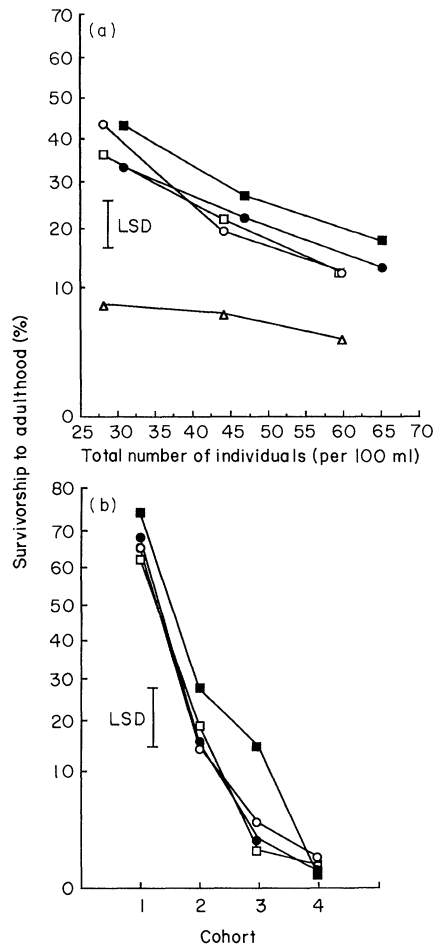 70
(a)
60
50
40
30
20
LSD
10
0
25 30 35 40 45 50 55 60 65 70
Total number of individuals (per 100 ml)
Survivorship to adulthood (%)
80
(b)
70
60
50
40
30
20
LSD
10
0
1 2 3 4
Cohort